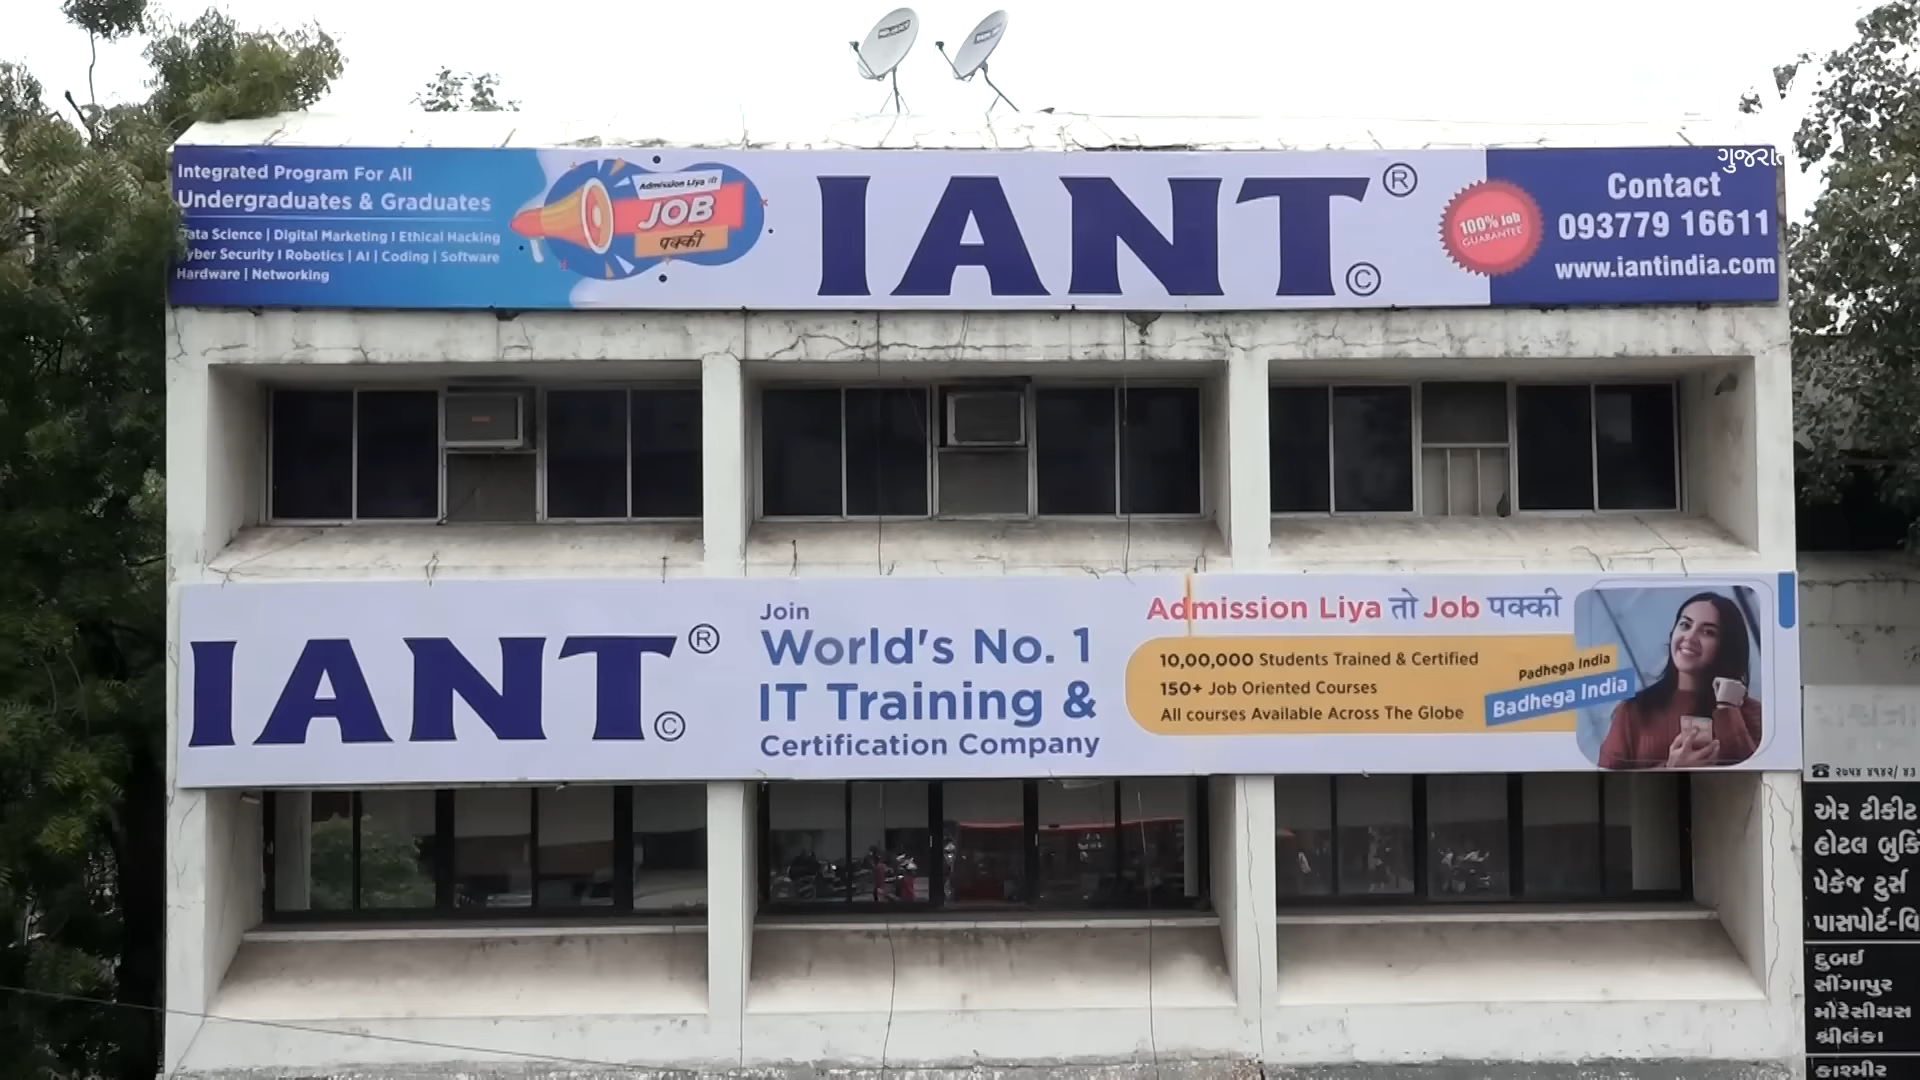 Integrated Program For All
Undergraduates & Graduates
Data Science | Digital Marketing I Ethical Hacking
Cyber Security I Robotics | AI | Coding | Software
Hardware | Networking
Admission Liya तो
JOB
पक्की
IANT®
©
100% Job
GUARANTEE
ગુજરાત
Contact
093779 16611
www.iantindia.com
IANT®
©
Join
World's No. 1
IT Training &
Certification Company
Admission Liya तो Job पक्की
10,00,000 Students Trained & Certified
150+ Job Oriented Courses
All courses Available Across The Globe
Padhega India
Badhega India
☎ ૨૭૫૪ ૪૧૪૨/ ૪૩
એર ટીકીટ
હોટલ બુકિં
પેકેજ ટુર્સ
પાસપોર્ટ-વિ
દુબઈ
સીંગાપુર
મોરેસીયસ
શ્રીલંકા
કાશ્મીર